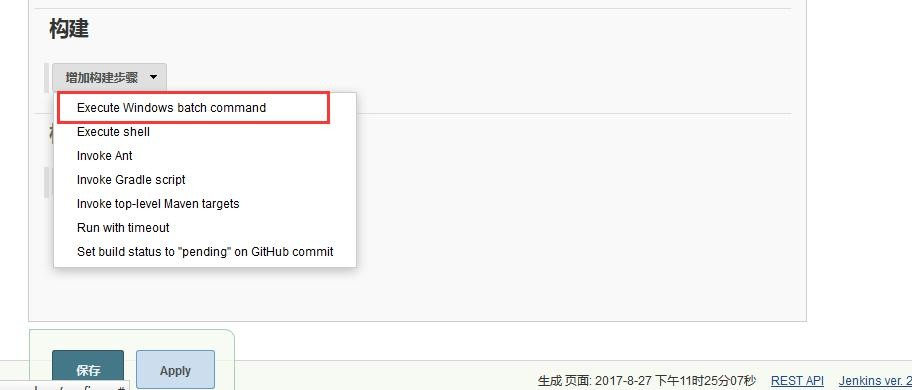 构建
增加构建步骤
Execute Windows batch command
Execute shell
Invoke Ant
Invoke Gradle script
Invoke top-level Maven targets
Run with timeout
Set build status to "pending" on GitHub commit
保存
Apply
生成 页面: 2017-8-27 下午11时25分07秒
REST API
Jenkins ver. 2